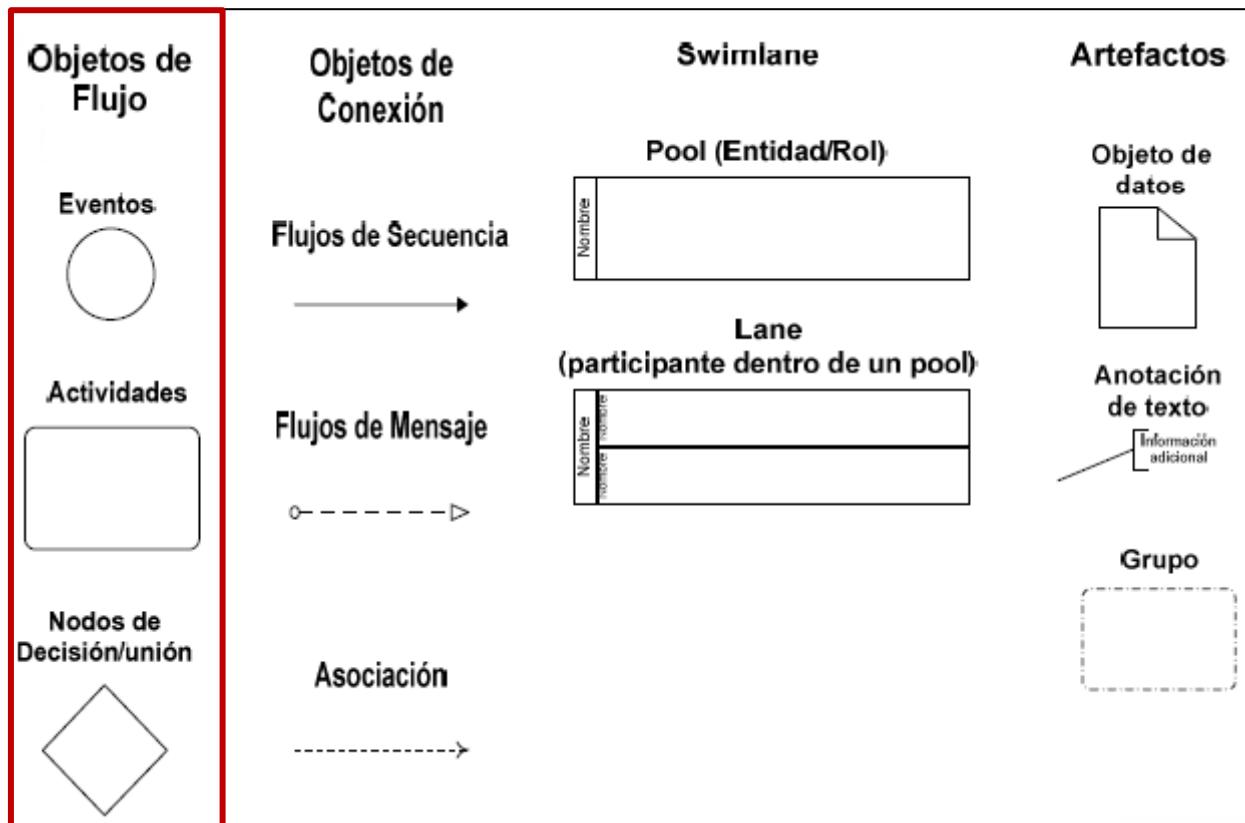 Objetos de
Flujo
Eventos
Actividades
Nodos de
Decisión/unión
Objetos de
Conexión
Flujos de Secuencia
Flujos de Mensaje
Asociación
Swimlane
Pool (Entidad/Rol)
Nombre
Lane
(participante dentro de un pool)
Nombre
Nombre
Nombre
Artefactos
Objeto de
datos
Anotación
de texto
Información
adicional
Grupo